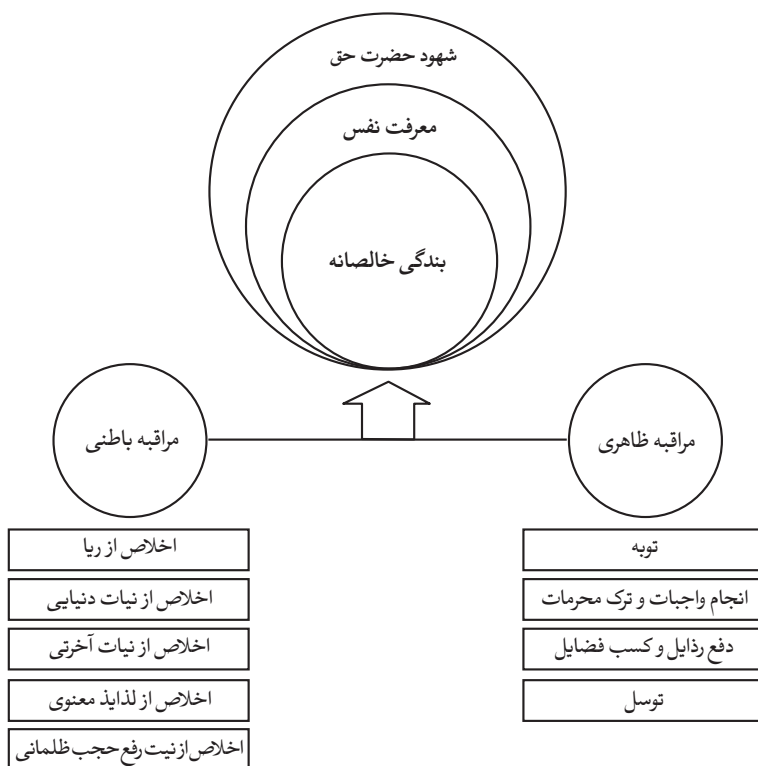 شهود حضرت حق
معرفت نفس
بندگی خالصانه
مراقبه ظاهری
مراقبه باطنی
توبه
انجام واجبات و ترک محرمات
دفع رذایل و کسب فضایل
توسل
اخلاص از ریا
اخلاص از نیات دنیایی
اخلاص از نیات آخرتی
اخلاص از لذایذ معنوی
اخلاص از نیت رفع حجب ظلمانی